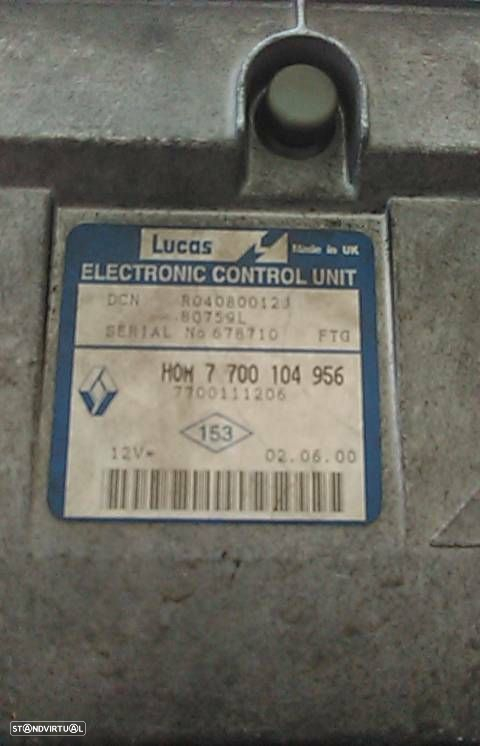 Lucas Made in UK
ELECTRONIC CONTROL UNIT
DCN R04080012J
80759L
SERIAL No 678710 FTG
HOM 7 700 104 956
7700111206
153
12V= 02.06.00
STANDVIRTUAL